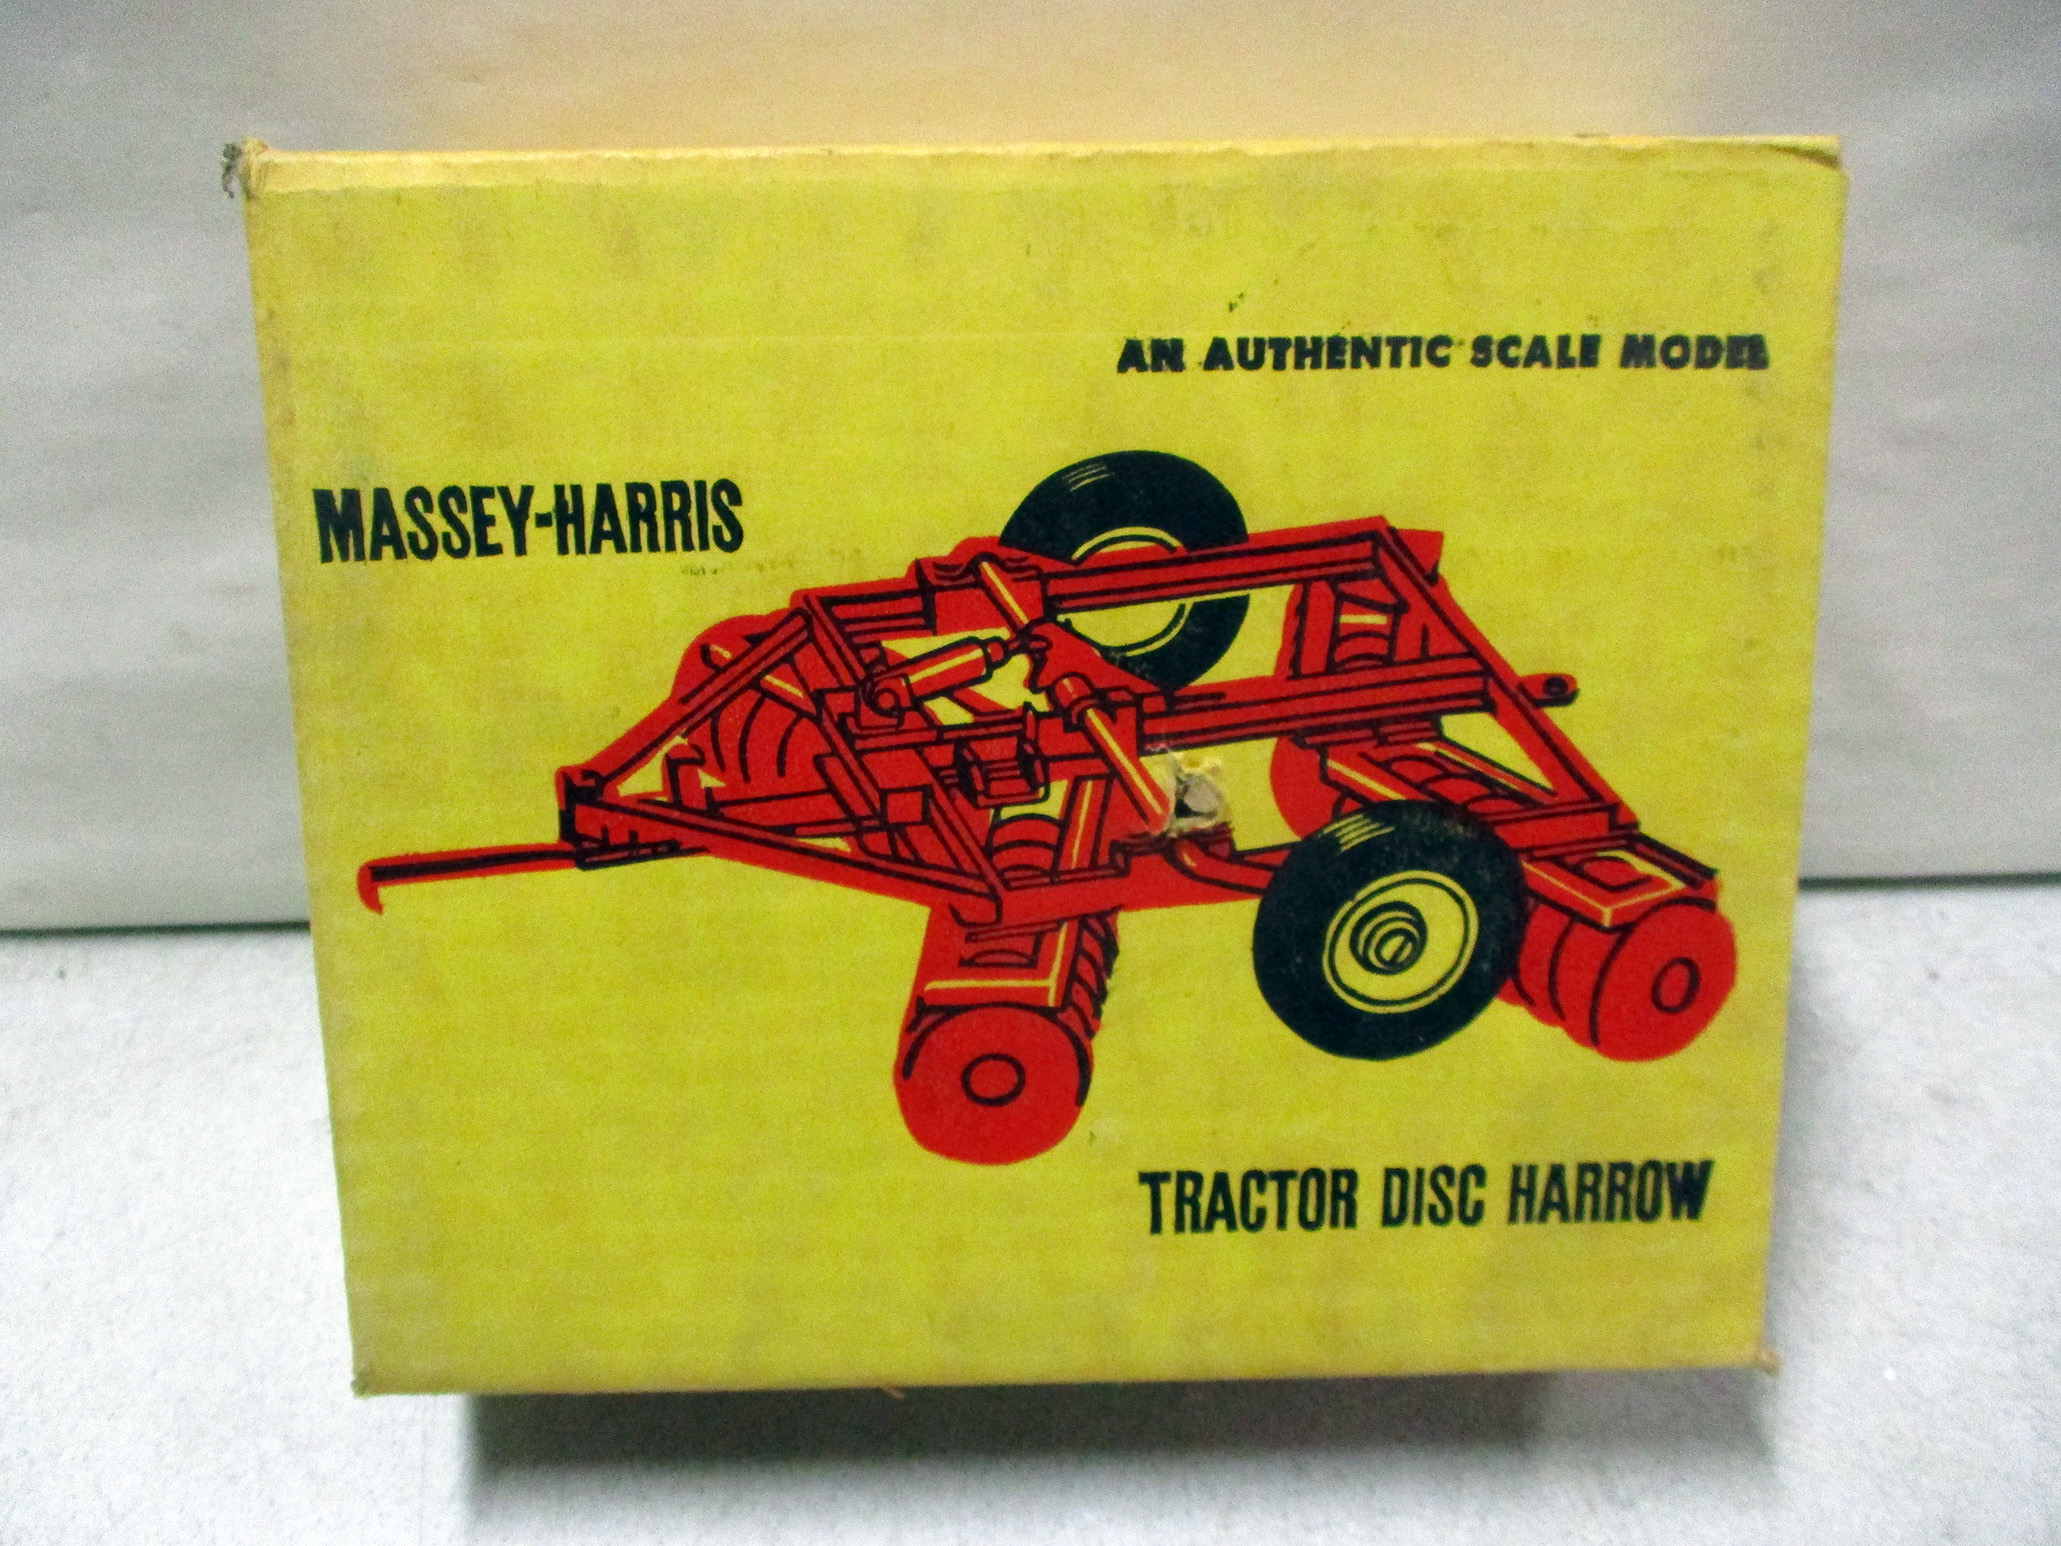 AN AUTHENTIC SCALE MODEL
MASSEY-HARRIS
TRACTOR DISC HARROW